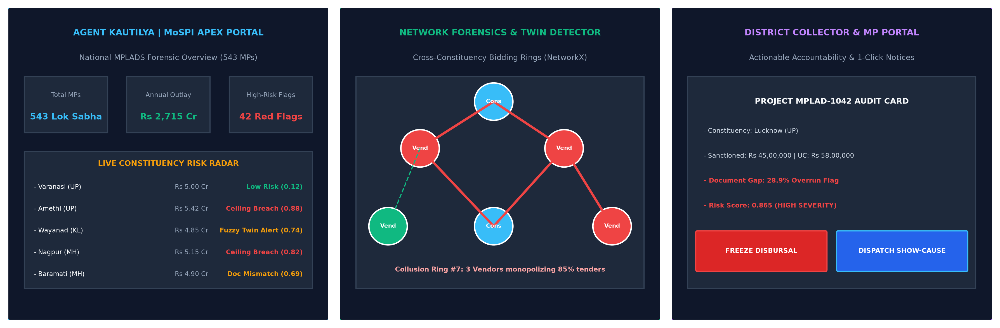 AGENT KAUTILYA | MoSPI APEX PORTAL
National MPLADS Forensic Overview (543 MPs)
Total MPs
543 Lok Sabha
Annual Outlay
Rs 2,715 Cr
High-Risk Flags
42 Red Flags
LIVE CONSTITUENCY RISK RADAR
- Varanasi (UP) Rs 5.00 Cr Low Risk (0.12)
- Amethi (UP) Rs 5.42 Cr Ceiling Breach (0.88)
- Wayanad (KL) Rs 4.85 Cr Fuzzy Twin Alert (0.74)
- Nagpur (MH) Rs 5.15 Cr Ceiling Breach (0.82)
- Baramati (MH) Rs 4.90 Cr Doc Mismatch (0.69)
NETWORK FORENSICS & TWIN DETECTOR
Cross-Constituency Bidding Rings (NetworkX)
Cons
Vend
Vend
Vend
Cons
Vend
Collusion Ring #7: 3 Vendors monopolizing 85% tenders
DISTRICT COLLECTOR & MP PORTAL
Actionable Accountability & 1-Click Notices
PROJECT MPLAD-1042 AUDIT CARD
- Constituency: Lucknow (UP)
- Sanctioned: Rs 45,00,000 | UC: Rs 58,00,000
- Document Gap: 28.9% Overrun Flag
- Risk Score: 0.865 (HIGH SEVERITY)
FREEZE DISBURSAL
DISPATCH SHOW-CAUSE